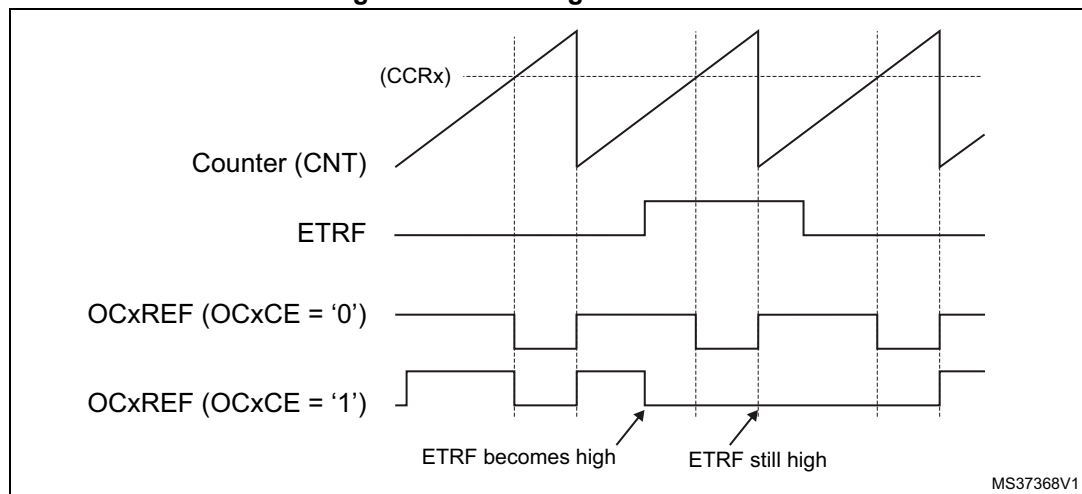 (CCRx)
Counter (CNT)
ETRF
OCxREF (OCxCE = ‘0’)
OCxREF (OCxCE = ‘1’)
ETRF becomes high
ETRF still high
MS37368V1